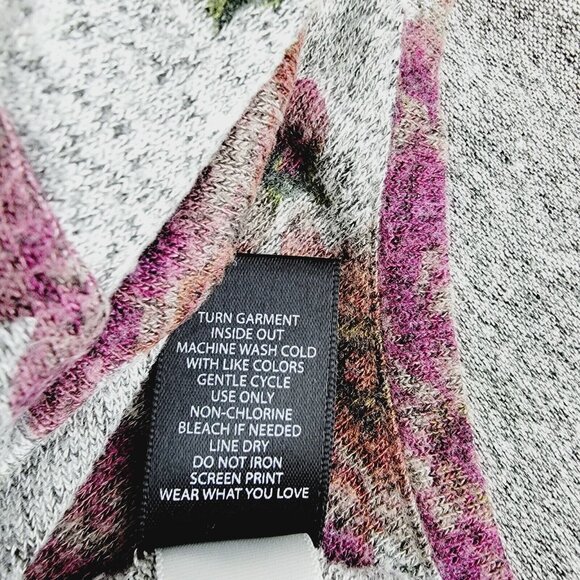 TURN GARMENT
INSIDE OUT
MACHINE WASH COLD
WITH LIKE COLORS
GENTLE CYCLE
USE ONLY
NON-CHLORINE
BLEACH IF NEEDED
LINE DRY
DO NOT IRON
SCREEN PRINT
WEAR WHAT YOU LOVE